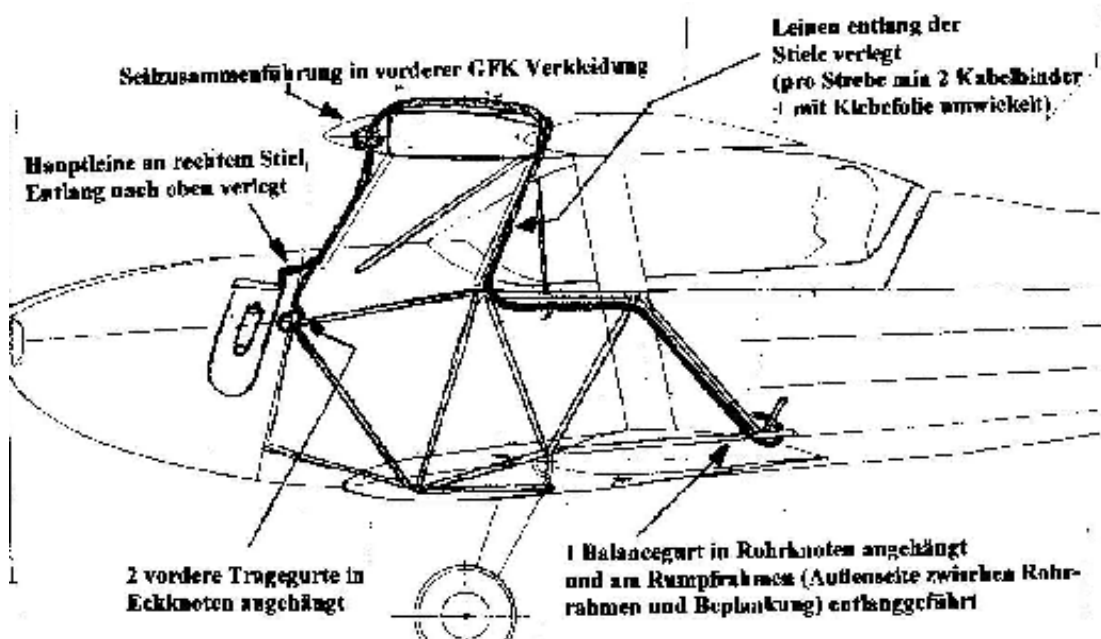 Seilzusammenführung in vorderer GFK Verkleidung
Leinen entlang der
Stiele verlegt
(pro Strebe min 2 Kabelbinder
+ mit Klebefolie umwickelt)
Hauptleine an rechtem Stiel,
Entlang nach oben verlegt
2 vordere Tragegurte in
Eckknoten angehängt
1 Balancegurt in Rohrknoten angehängt
und am Rumpfrahmen (Außenseite zwischen Rohr-
rahmen und Beplankung) entlanggeführt